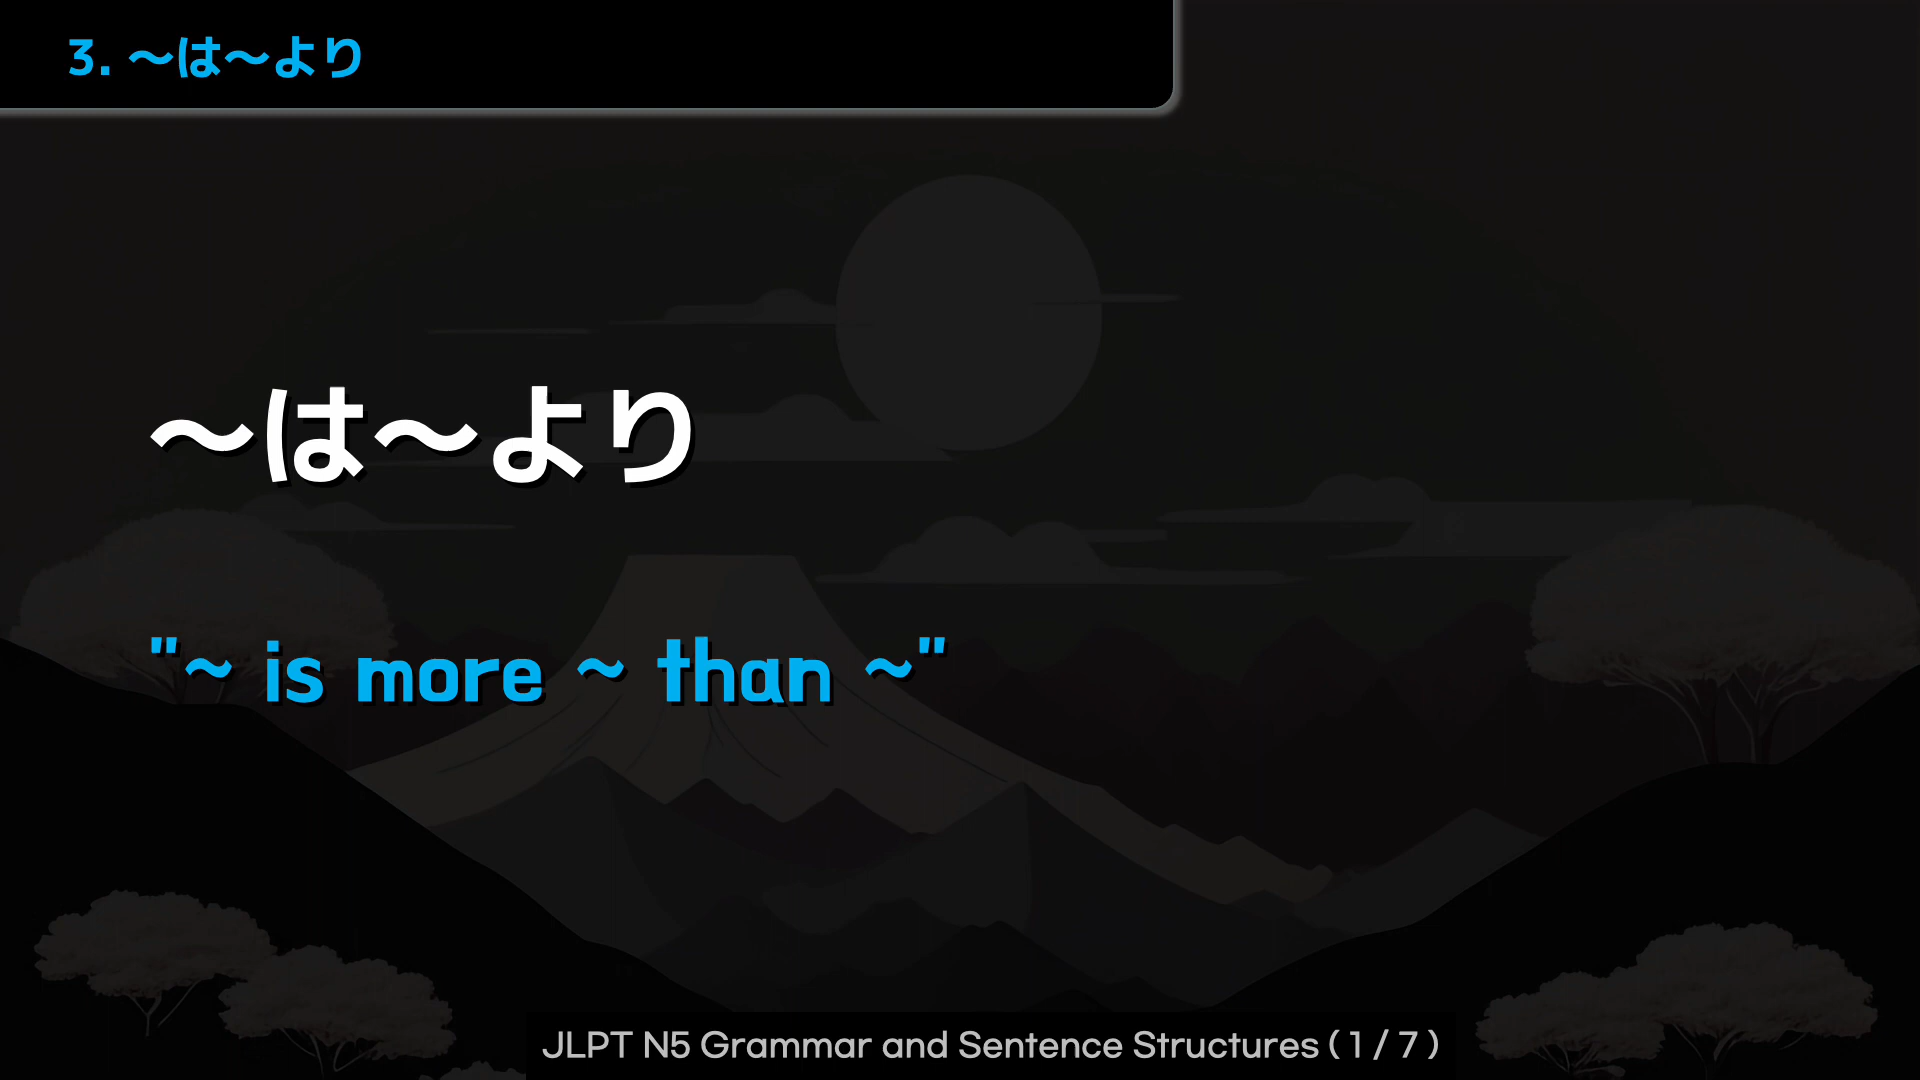 3. ～は～より
～は～より
"~ is more ~ than ~"
JLPT N5 Grammar and Sentence Structures ( 1 / 7 )